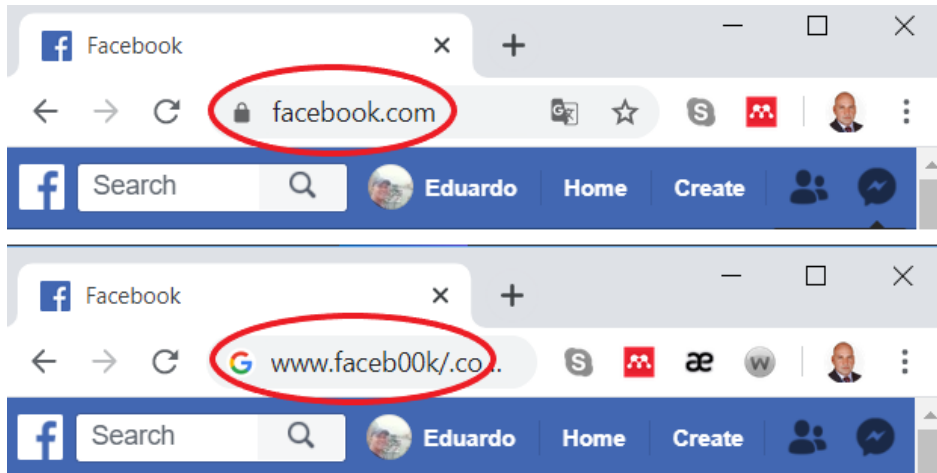 Facebook
facebook.com
Search Eduardo Home Create
Facebook
www.faceb00k/.co..
Search Eduardo Home Create